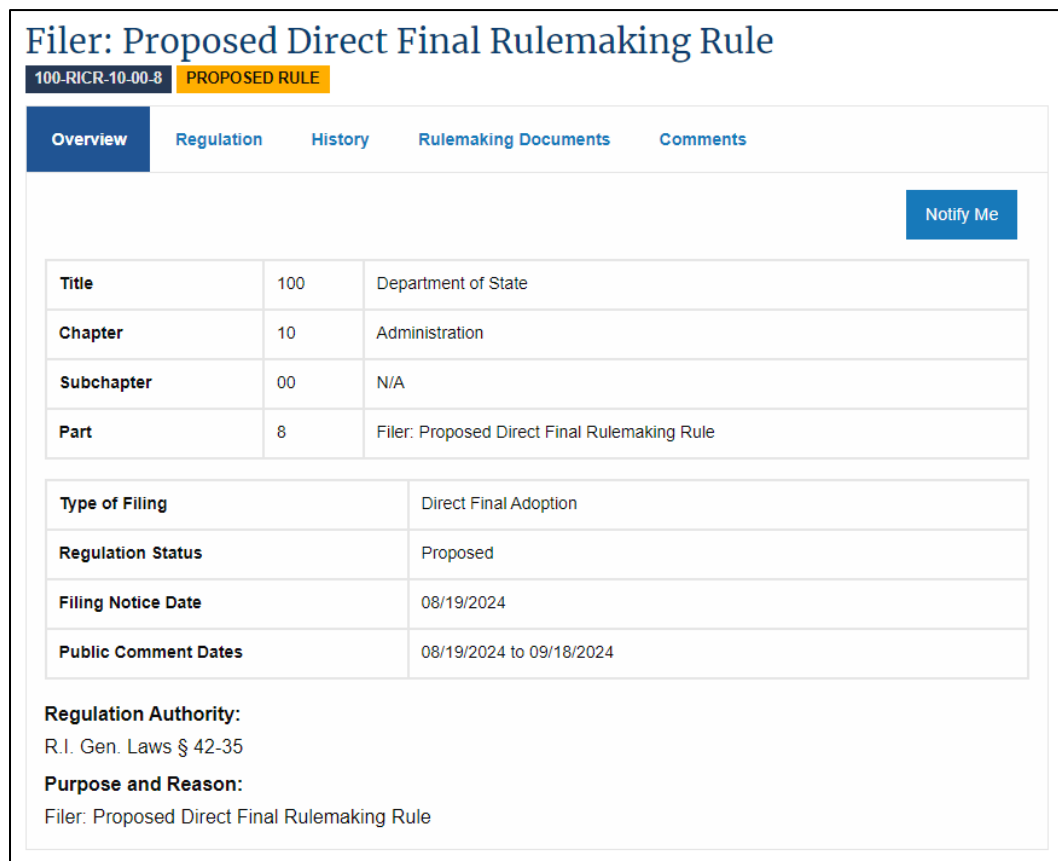 Filer: Proposed Direct Final Rulemaking Rule
100-RICR-10-00-8 PROPOSED RULE
Overview Regulation History Rulemaking Documents Comments
Notify Me
Title 100 Department of State
Chapter 10 Administration
Subchapter 00 N/A
Part 8 Filer: Proposed Direct Final Rulemaking Rule
Type of Filing Direct Final Adoption
Regulation Status Proposed
Filing Notice Date 08/19/2024
Public Comment Dates 08/19/2024 to 09/18/2024
Regulation Authority:
R.I. Gen. Laws § 42-35
Purpose and Reason:
Filer: Proposed Direct Final Rulemaking Rule